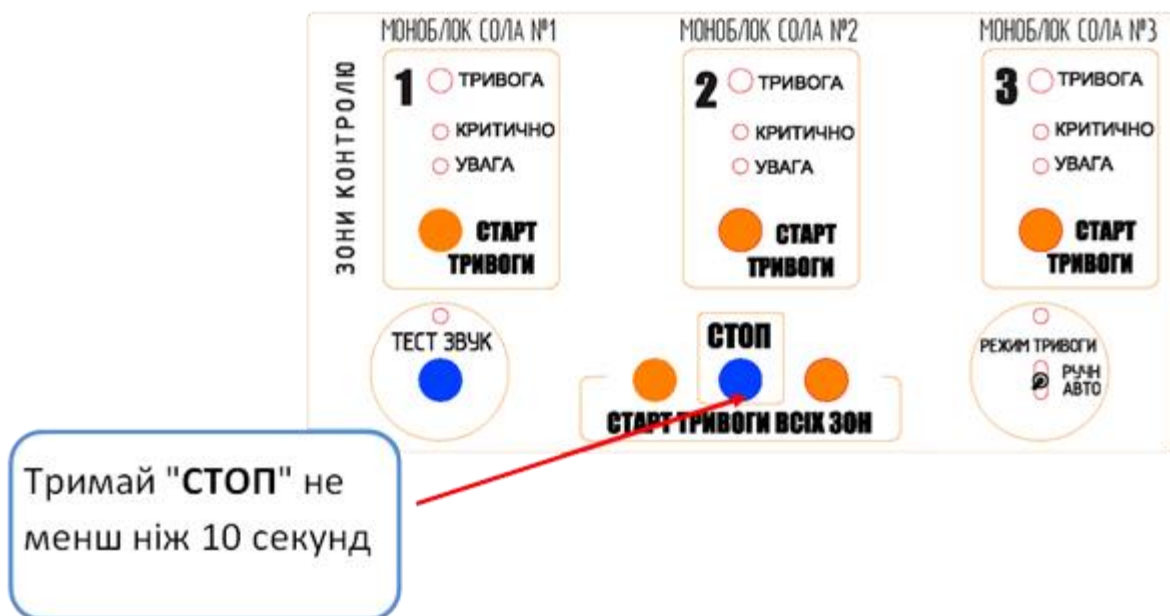 МОНОБЛОК СОЛА №1
МОНОБЛОК СОЛА №2
МОНОБЛОК СОЛА №3
ЗОНИ КОНТРОЛЮ
1
ТРИВОГА
КРИТИЧНО
УВАГА
СТАРТ
ТРИВОГИ
2
ТРИВОГА
КРИТИЧНО
УВАГА
СТАРТ
ТРИВОГИ
3
ТРИВОГА
КРИТИЧНО
УВАГА
СТАРТ
ТРИВОГИ
ТЕСТ ЗВУК
СТОП
СТАРТ ТРИВОГИ ВСІХ ЗОН
РЕЖИМ ТРИВОГИ
РУЧН
АВТО
Тримай "СТОП" не
менш ніж 10 секунд